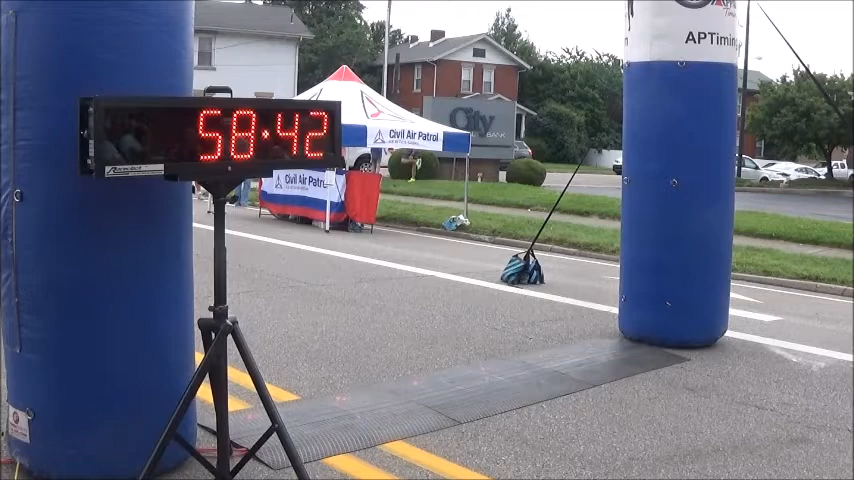 APTiming
58:42
City
BANK
Civil Air Patrol
Civil Air Patrol